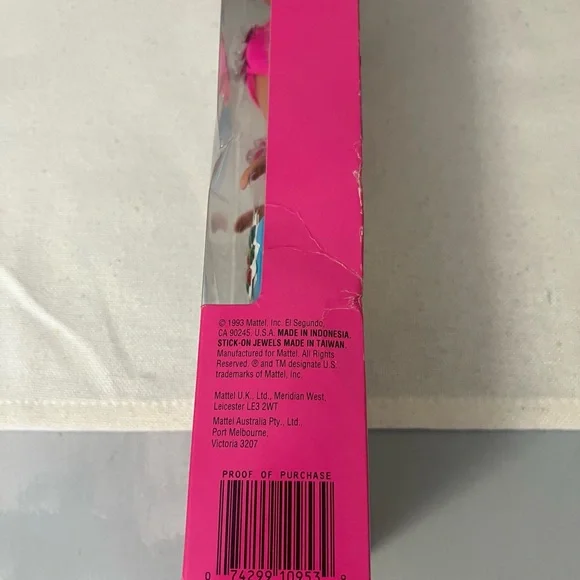 © 1993 Mattel, Inc. El Segundo,
CA 90245. U.S.A. MADE IN INDONESIA.
STICK-ON JEWELS MADE IN TAIWAN.
Manufactured for Mattel. All Rights
Reserved. ® and TM designate U.S.
trademarks of Mattel, Inc.
Mattel U.K., Ltd., Meridian West,
Leicester LE3 2WT
Mattel Australia Pty., Ltd.,
Port Melbourne,
Victoria 3207
PROOF OF PURCHASE
0 74299 10953 9